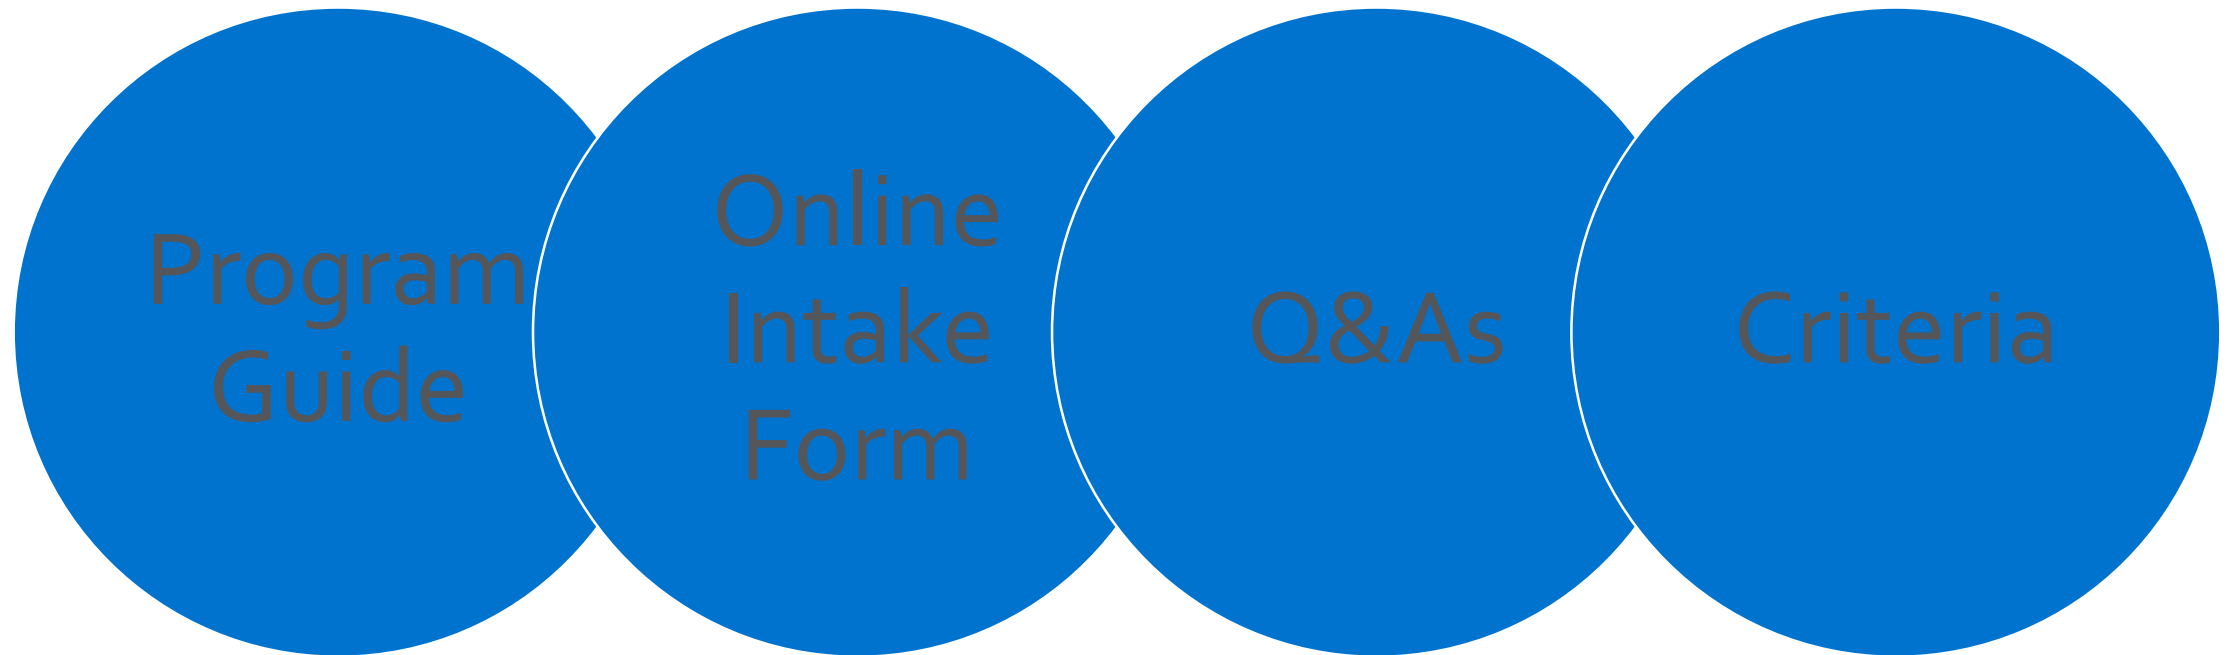 Program
Guide
Online
Intake
Form
Q&As
Criteria